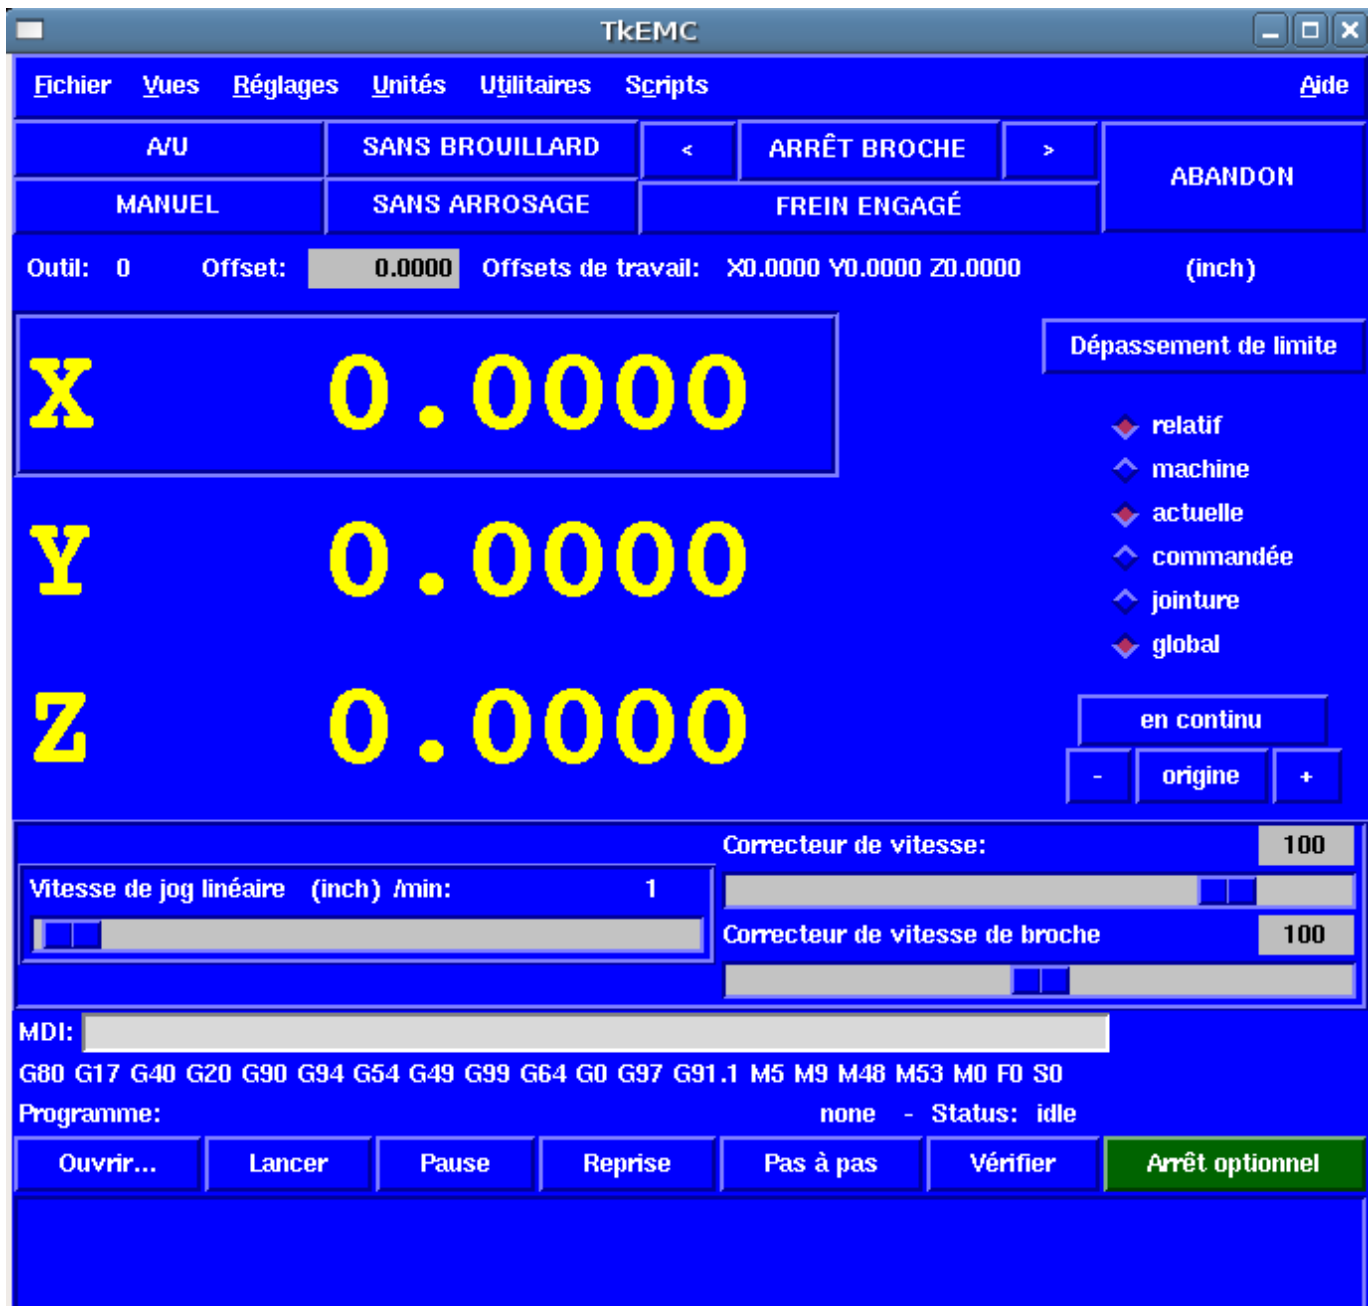 TkEMC
Fichier Vues Réglages Unités Utilitaires Scripts Aide
A/U SANS BROUILLARD < ARRÊT BROCHE > ABANDON
MANUEL SANS ARROSAGE FREIN ENGAGÉ
Outil: 0 Offset: 0.0000 Offsets de travail: X0.0000 Y0.0000 Z0.0000 (inch)
Dépassement de limite
X 0.0000
relatif
machine
actuelle
Y 0.0000
commandée
jointure
global
Z 0.0000
en continu
- origine +
Correcteur de vitesse: 100
Vitesse de jog linéaire (inch) /min: 1
Correcteur de vitesse de broche 100
MDI:
G80 G17 G40 G20 G90 G94 G54 G49 G99 G64 G0 G97 G91.1 M5 M9 M48 M53 M0 F0 S0
Programme: none - Status: idle
Ouvrir... Lancer Pause Reprise Pas à pas Vérifier Arrêt optionnel